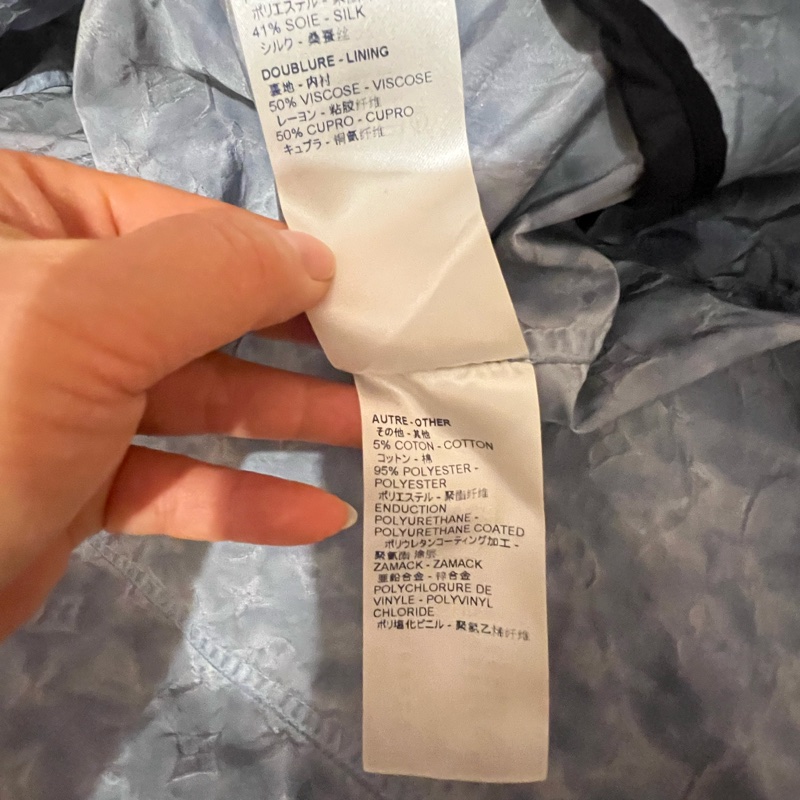 ポリエステル -
41% SOIE - SILK
シルク - 桑蚕丝
DOUBLURE - LINING
裏地 - 内衬
50% VISCOSE - VISCOSE
レーヨン - 粘胶纤维
50% CUPRO - CUPRO
キュプラ - 铜氨纤维
AUTRE-OTHER
その他 - 其他
5% COTON - COTTON
コットン - 棉
95% POLYESTER -
POLYESTER
ポリエステル - 聚酯纤维
ENDUCTION
POLYURETHANE -
POLYURETHANE COATED
ポリウレタンコーティング加工 -
聚氨酯 涂层
ZAMACK - ZAMACK
亜鉛合金 - 锌合金
POLYCHLORURE DE
VINYLE - POLYVINYL
CHLORIDE
ポリ塩化ビニル - 聚氯乙烯纤维